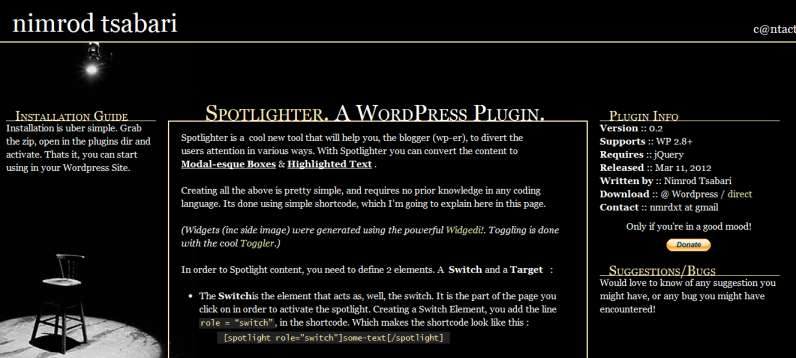 nimrod tsabari
c@ntact
Installation Guide
Installation is uber simple. Grab
the zip, open in the plugins dir and
activate. Thats it, you can start
using in your Wordpress Site.
Spotlighter. A WordPress Plugin.
Spotlighter is a cool new tool that will help you, the blogger (wp-er), to divert the
users attention in various ways. With Spotlighter you can convert the content to
Modal-esque Boxes & Highlighted Text .
Creating all the above is pretty simple, and requires no prior knowledge in any coding
language. Its done using simple shortcode, which I'm going to explain here in this page.
(Widgets (inc side image) were generated using the powerful Widgedi!. Toggling is done
with the cool Toggler.)
In order to Spotlight content, you need to define 2 elements. A Switch and a Target :
• The Switchis the element that acts as, well, the switch. It is the part of the page you
click on in order to activate the spotlight. Creating a Switch Element, you add the line
role = "switch", in the shortcode. Which makes the shortcode look like this :
[spotlight role="switch"]some-text[/spotlight]
Plugin Info
Version :: 0.2
Supports :: WP 2.8+
Requires :: jQuery
Released :: Mar 11, 2012
Written by :: Nimrod Tsabari
Download :: @ Wordpress / direct
Contact :: nmrdxt at gmail
Only if you're in a good mood!
Donate
Suggestions/Bugs
Would love to know of any suggestion you
might have, or any bug you might have
encountered!